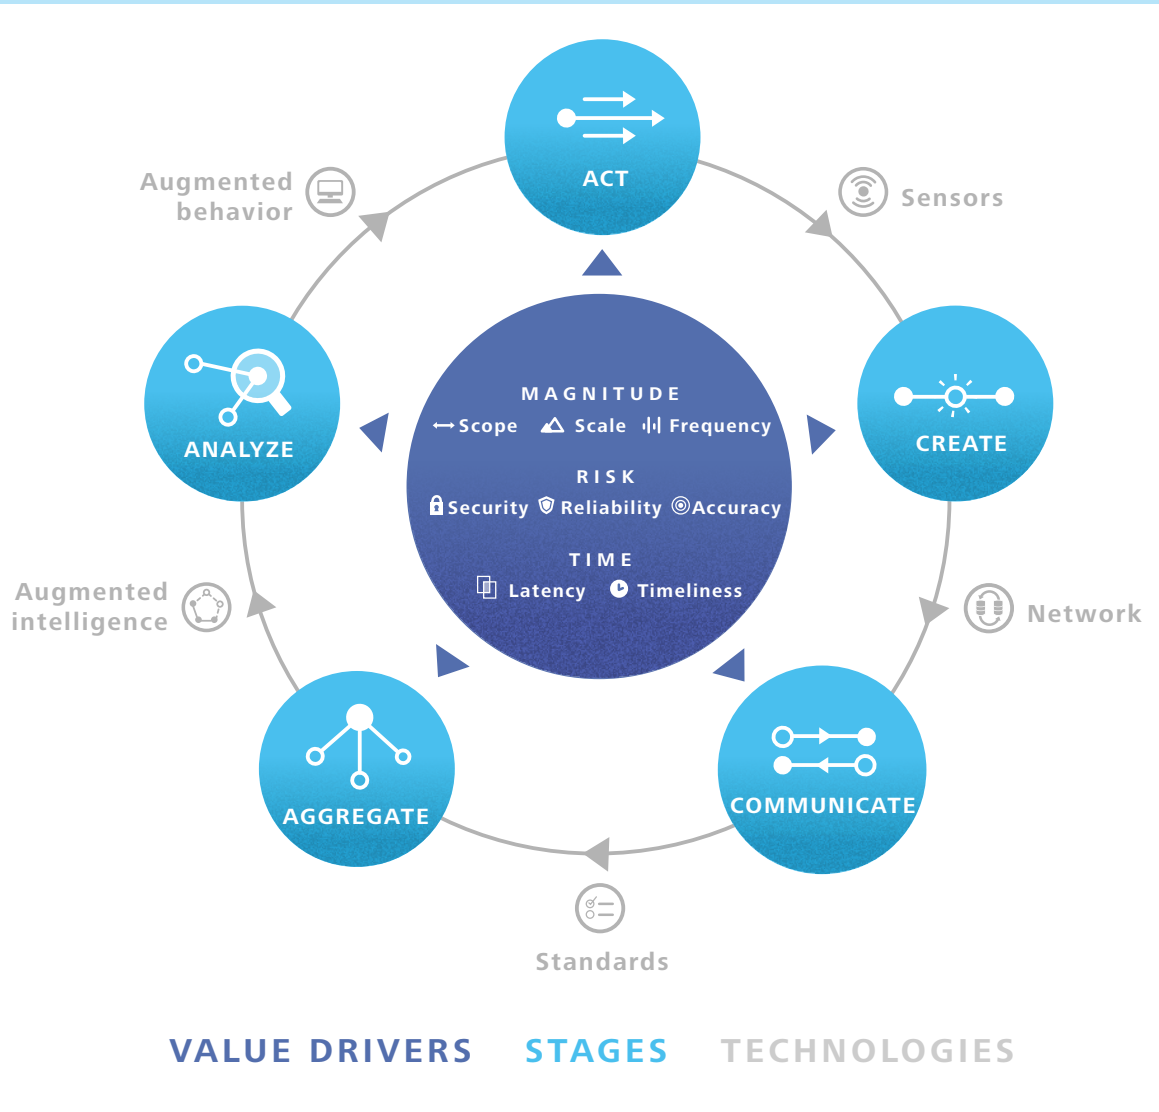 ACT
Augmented
behavior
Sensors
ANALYZE
CREATE
MAGNITUDE
Scope Scale Frequency
RISK
Security Reliability Accuracy
TIME
Latency Timeliness
Augmented
intelligence
Network
AGGREGATE
COMMUNICATE
Standards
VALUE DRIVERS STAGES TECHNOLOGIES